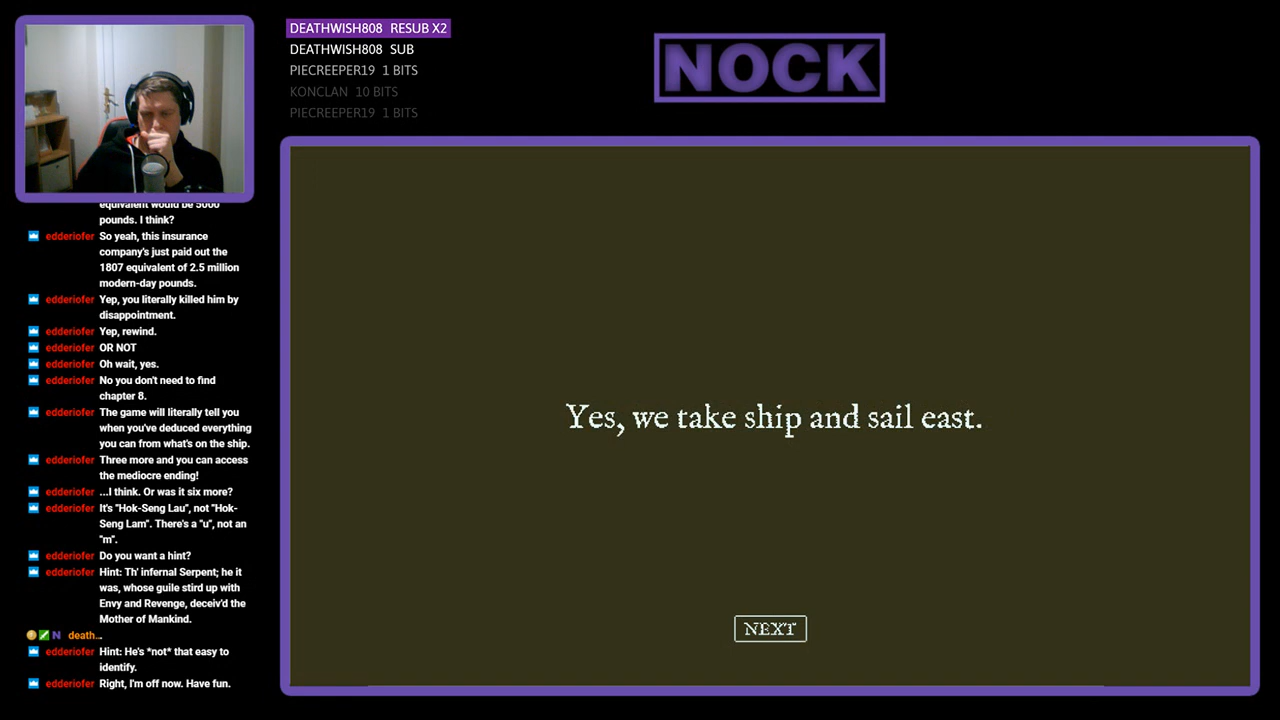 DEATHWISH808 RESUB X2
DEATHWISH808 SUB
PIECREEPER19 1 BITS
KONCLAN 10 BITS
PIECREEPER19 1 BITS
NOCK
equivalent would be 5000
pounds. I think?
edderiofer So yeah, this insurance
company's just paid out the
1807 equivalent of 2.5 million
modern-day pounds.
edderiofer Yep, you literally killed him by
disappointment.
edderiofer Yep, rewind.
edderiofer OR NOT
edderiofer Oh wait, yes.
edderiofer No you don't need to find
chapter 8.
edderiofer The game will literally tell you
when you've deduced everything
you can from what's on the ship.
edderiofer Three more and you can access
the mediocre ending!
edderiofer ...I think. Or was it six more?
edderiofer It's "Hok-Seng Lau", not "Hok-
Seng Lam". There's a "u", not an
"m".
edderiofer Do you want a hint?
edderiofer Hint: Th' infernal Serpent; he it
was, whose guile stird up with
Envy and Revenge, deceiv'd the
Mother of Mankind.
N death... .
edderiofer Hint: He's *not* that easy to
identify.
edderiofer Right, I'm off now. Have fun.
Yes, we take ship and sail east.
NEXT